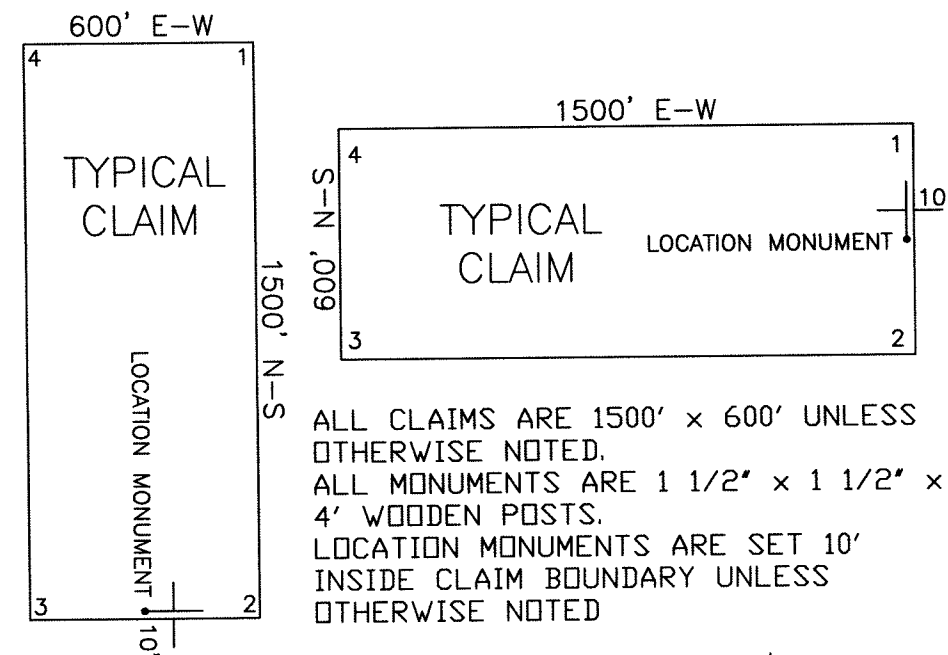 600' E-W
4
1
TYPICAL
CLAIM
1500' N-S
LOCATION MONUMENT
3
2
10'
1500' E-W
4
1
600' N-S
TYPICAL
CLAIM
LOCATION MONUMENT
10
3
2
ALL CLAIMS ARE 1500' x 600' UNLESS
OTHERWISE NOTED.
ALL MONUMENTS ARE 1 1/2" x 1 1/2" x
4' WOODEN POSTS.
LOCATION MONUMENTS ARE SET 10'
INSIDE CLAIM BOUNDARY UNLESS
OTHERWISE NOTED